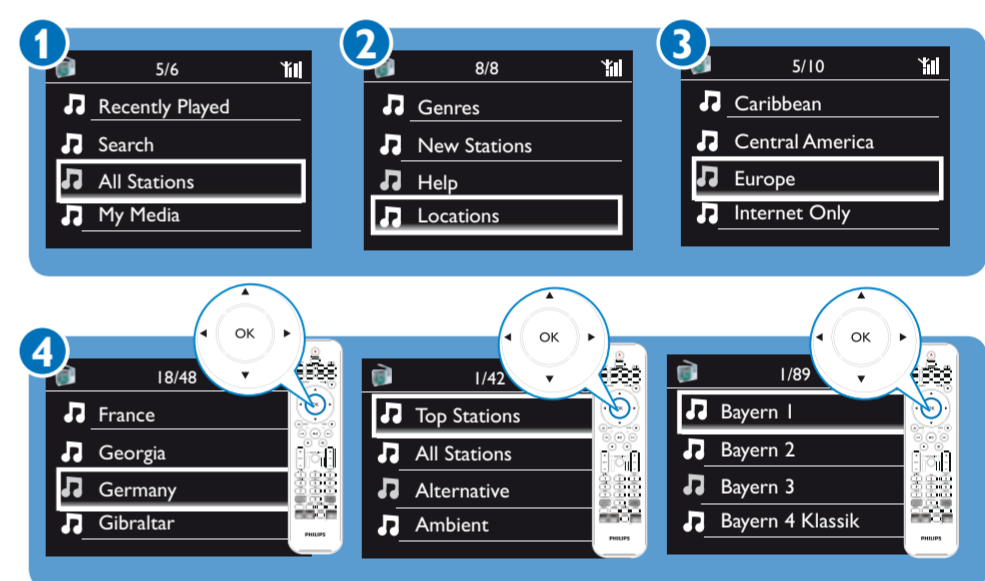 1
5/6
Recently Played
Search
All Stations
My Media
2
8/8
Genres
New Stations
Help
Locations
3
5/10
Caribbean
Central America
Europe
Internet Only
4
OK
18/48
France
Georgia
Germany
Gibraltar
OK
PHILIPS
OK
1/42
Top Stations
All Stations
Alternative
Ambient
OK
PHILIPS
OK
1/89
Bayern 1
Bayern 2
Bayern 3
Bayern 4 Klassik
OK
PHILIPS